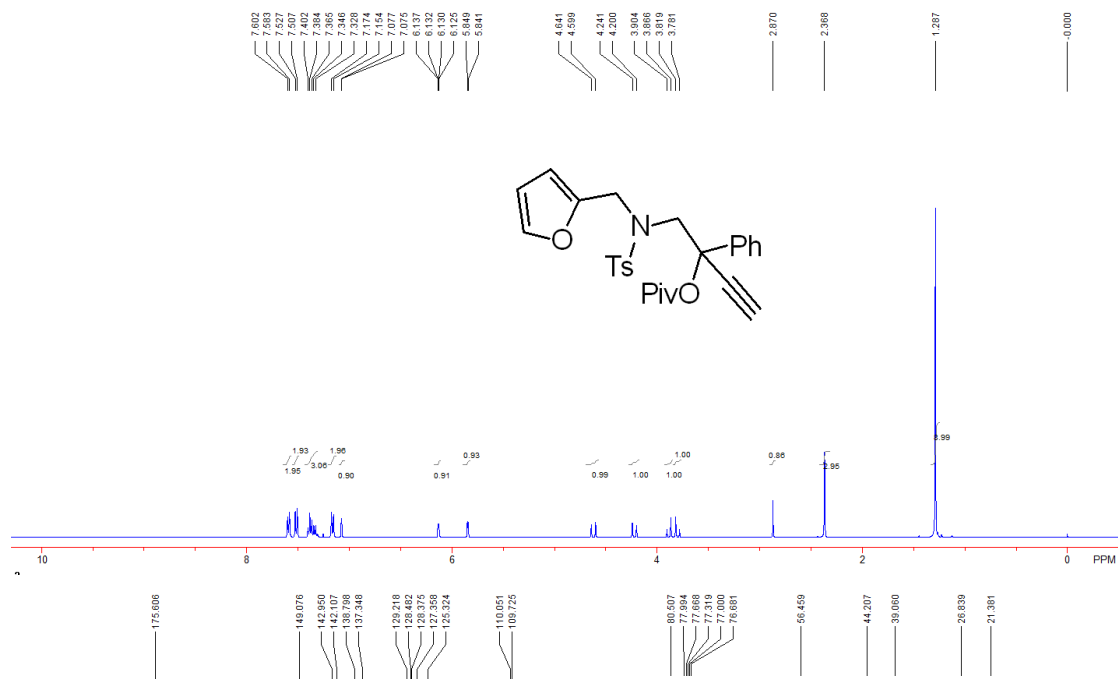 7.602 7.583 7.527 7.507 7.402 7.384 7.365 7.346 7.328 7.174 7.154 7.077 7.075 6.137 6.132 6.130 6.125 5.849 5.841 4.641 4.599 4.241 4.200 3.904 3.866 3.819 3.781 2.870 2.368 1.287 -0.000
N
Ph
O
Ts
PivO
1.93 1.96 0.93 1.00 8.99
1.95 3.06 0.90 0.91 0.99 1.00 1.00 0.86 2.95
10 8 6 4 2 0 PPM
175.606 149.076 142.950 142.107 138.798 137.348 129.218 128.482 128.375 127.358 125.324 110.051 109.725 80.507 77.994 77.668 77.319 77.000 76.681 56.459 44.207 39.060 26.839 21.381